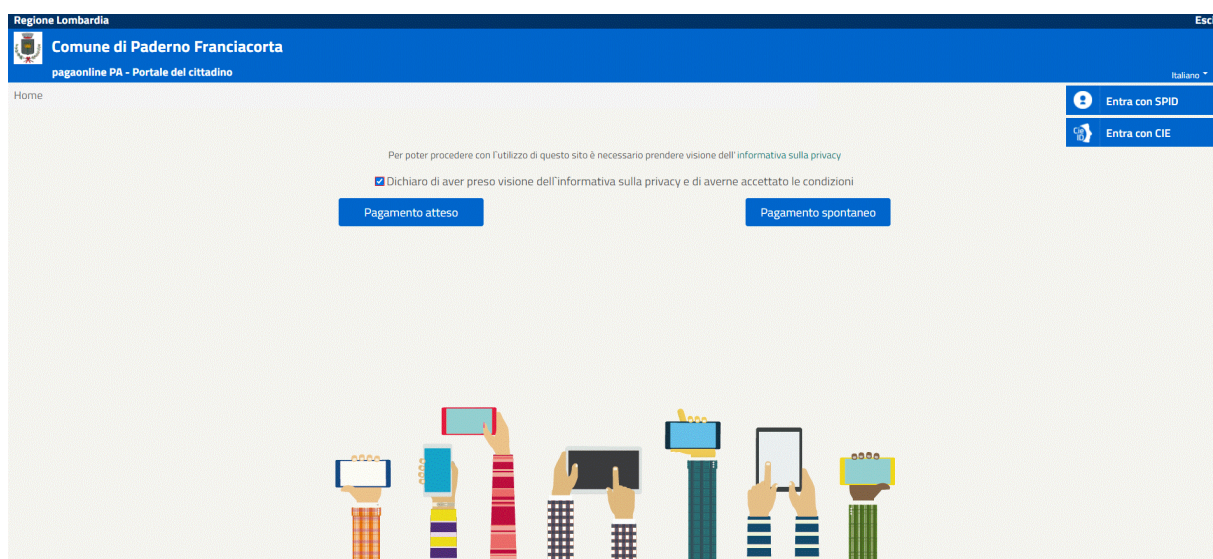 Regione Lombardia
Comune di Paderno Franciacorta
pagaonline PA - Portale del cittadino
Italiano
Home
Entra con SPID
Entra con CIE
Per poter procedere con l`utilizzo di questo sito è necessario prendere visione dell' informativa sulla privacy
Dichiaro di aver preso visione dell`informativa sulla privacy e di averne accettato le condizioni
Pagamento atteso
Pagamento spontaneo